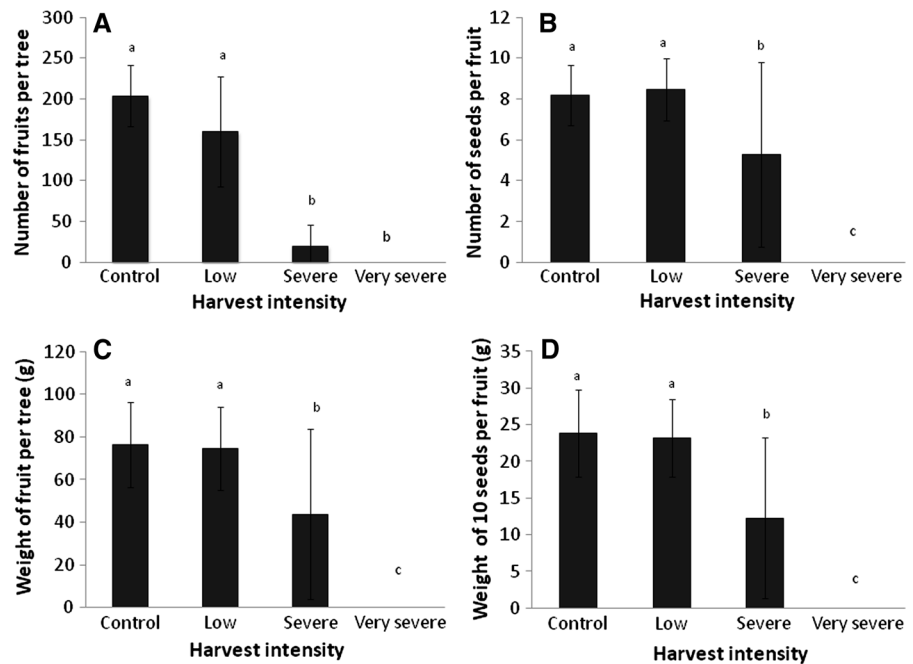 A
Number of fruits per tree
300
250
200
150
100
50
0
a
a
b
b
Control Low Severe Very severe
Harvest intensity
B
Number of seeds per fruit
12
10
8
6
4
2
0
a
a
b
c
Control Low Severe Very severe
Harvest intensity
C
Weight of fruit per tree (g)
120
100
80
60
40
20
0
a
a
b
c
Control Low Severe Very severe
Harvest intensity
D
Weight of 10 seeds per fruit (g)
35
30
25
20
15
10
5
0
a
a
b
c
Control Low Severe Very severe
Harvest intensity